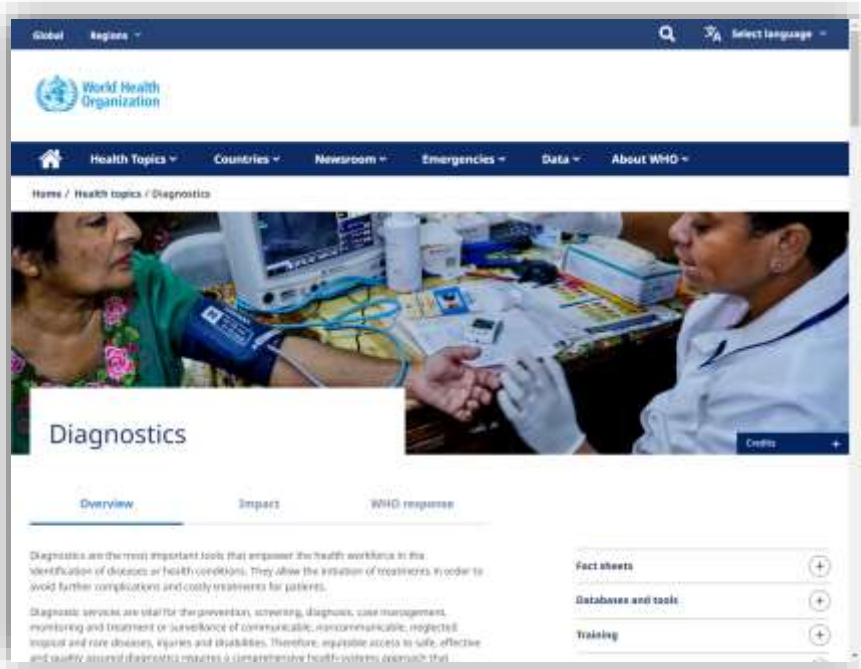 Global Regions Select language
World Health
Organization
Health Topics Countries Newsroom Emergencies Data About WHO
Home / Health topics / Diagnostics
Diagnostics
Credits +
Overview Impact WHO response
Diagnostics are the most important tools that empower the health workforce in the
identification of diseases or health conditions. They allow the initiation of treatments in order to
avoid further complications and costly treatments for patients.
Diagnostic services are vital for the prevention, screening, diagnosis, case management,
monitoring and treatment or surveillance of communicable, noncommunicable, neglected
tropical and rare diseases, injuries and disabilities. Therefore, equitable access to safe, effective
and quality assured diagnostics requires a comprehensive health-systems approach that
Fact sheets +
Databases and tools +
Training +